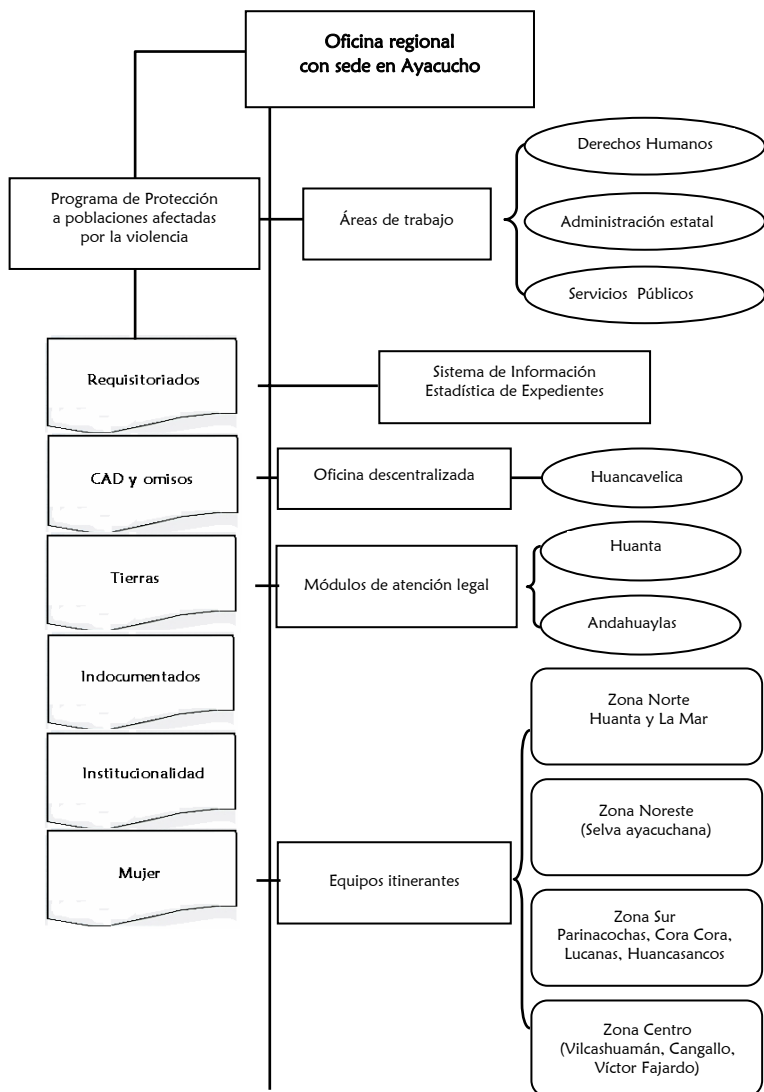 Oficina regional
con sede en Ayacucho
Programa de Protección
a poblaciones afectadas
por la violencia
Áreas de trabajo
Derechos Humanos
Administración estatal
Servicios Públicos
Requisitoriados
Sistema de Información
Estadística de Expedientes
CAD y omisos
Oficina descentralizada
Huancavelica
Tierras
Módulos de atención legal
Huanta
Andahuaylas
Indocumentados
Institucionalidad
Mujer
Equipos itinerantes
Zona Norte
Huanta y La Mar
Zona Noreste
(Selva ayacuchana)
Zona Sur
Parinacochas, Cora Cora,
Lucanas, Huancasancos
Zona Centro
(Vilcashuamán, Cangallo,
Víctor Fajardo)